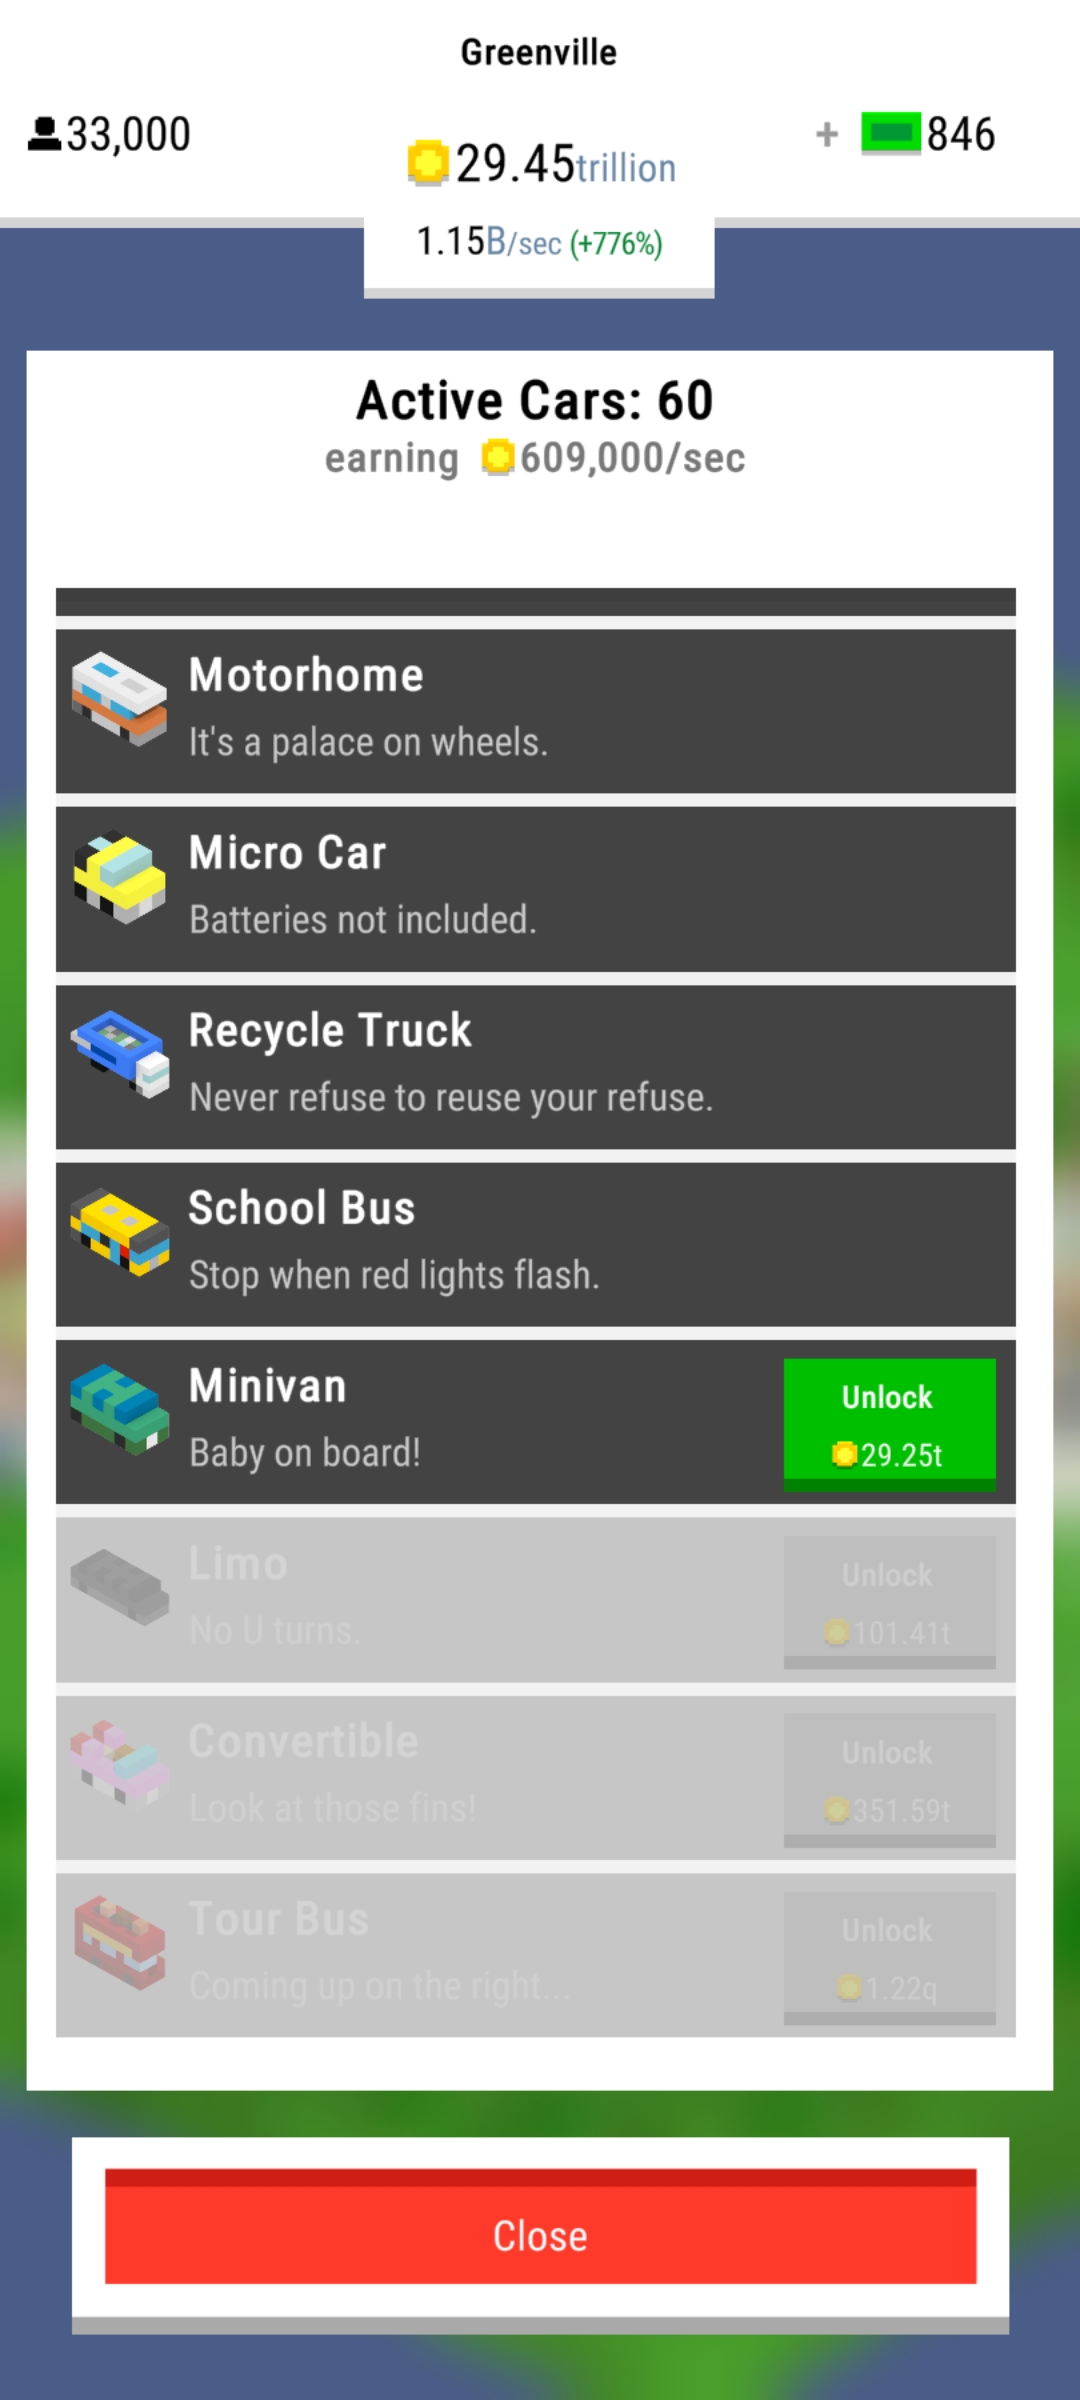 Greenville
33,000
29.45trillion
+ 846
1.15B/sec (+776%)
Active Cars: 60
earning 609,000/sec
Motorhome
It's a palace on wheels.
Micro Car
Batteries not included.
Recycle Truck
Never refuse to reuse your refuse.
School Bus
Stop when red lights flash.
Minivan
Baby on board!
Unlock
29.25t
Limo
No U turns.
Unlock
101.41t
Convertible
Look at those fins!
Unlock
351.59t
Tour Bus
Coming up on the right...
Unlock
1.22q
Close